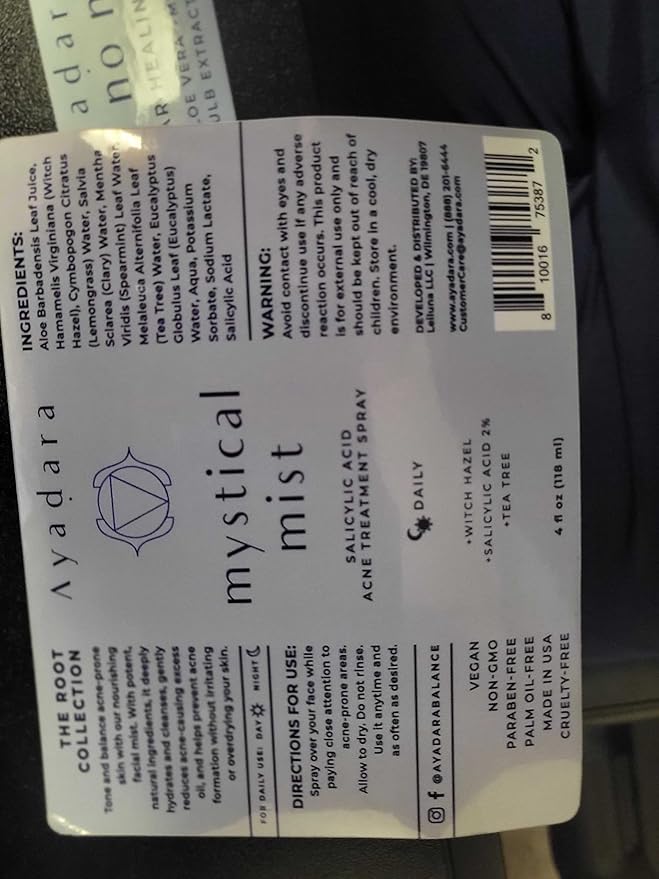 adar
no n
AR HEALIN
LOE VERA
ULB EXTRACT
THE ROOT
COLLECTION
Tone and balance acne-prone
skin with our nourishing
facial mist. With potent,
natural ingredients, it deeply
hydrates and cleanses, gently
reduces acne-causing excess
oil, and helps prevent acne
formation without irritating
or overdrying your skin.
FOR DAILY USE: DAY NIGHT
DIRECTIONS FOR USE:
Spray over your face while
paying close attention to
acne-prone areas.
Allow to dry. Do not rinse.
Use it anytime and
as often as desired.
@AYADARABALANCE
VEGAN
NON-GMO
PARABEN-FREE
PALM OIL-FREE
MADE IN USA
CRUELTY-FREE
Ayadara
mystical
mist
SALICYLIC ACID
ACNE TREATMENT SPRAY
DAILY
+WITCH HAZEL
+SALICYLIC ACID 2%
+TEA TREE
4 fl oz (118 ml)
INGREDIENTS:
Aloe Barbadensis Leaf Juice,
Hamamelis Virginiana (Witch
Hazel), Cymbopogon Citratus
(Lemongrass) Water, Salvia
Sclarea (Clary) Water, Mentha
Viridis (Spearmint) Leaf Water,
Melaleuca Alternifolia Leaf
(Tea Tree) Water, Eucalyptus
Globulus Leaf (Eucalyptus)
Water, Aqua, Potassium
Sorbate, Sodium Lactate,
Salicylic Acid
WARNING:
Avoid contact with eyes and
discontinue use if any adverse
reaction occurs. This product
is for external use only and
should be kept out of reach of
children. Store in a cool, dry
environment.
DEVELOPED & DISTRIBUTED BY:
Leiluna LLC | Wilmington, DE 19807
www.ayadara.com | (888) 201-6444
CustomerCare@ayadara.com
8 10016 75387 2